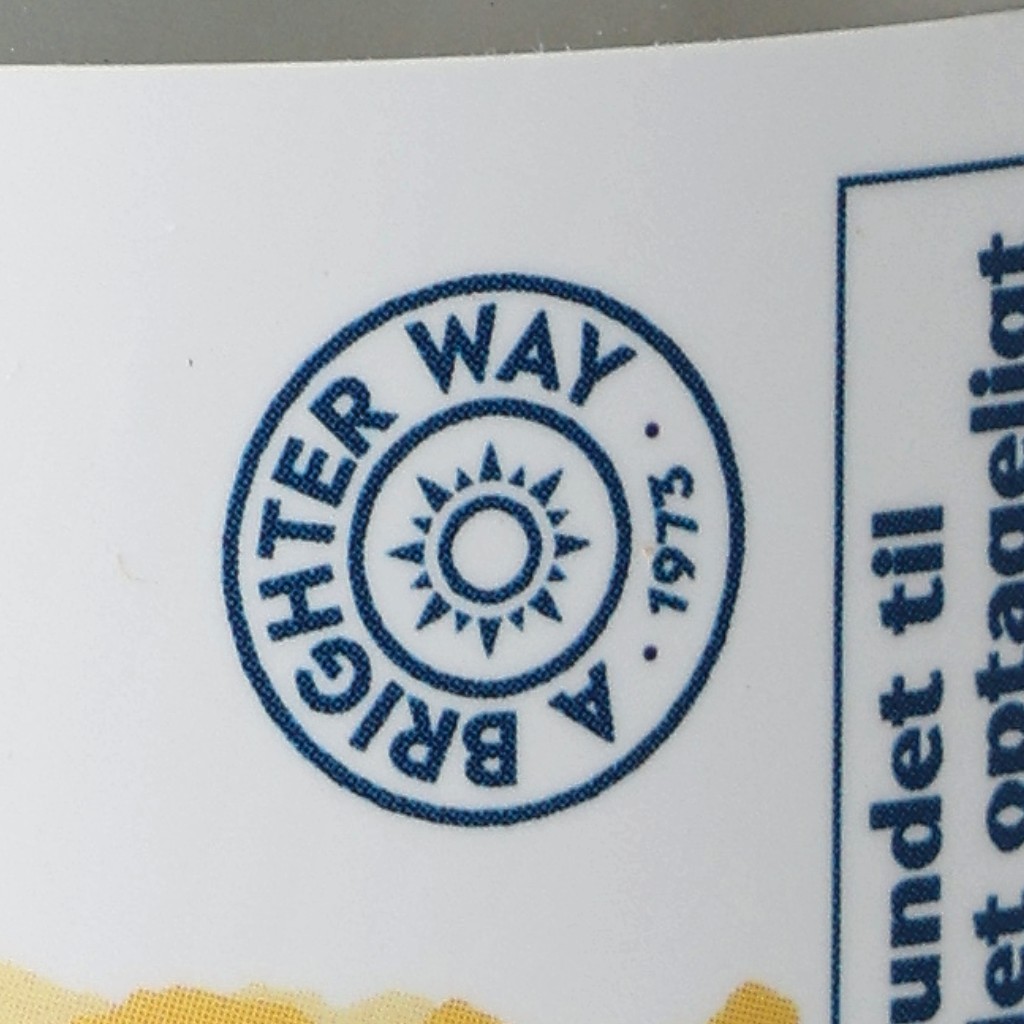 A BRIGHTER WAY
· 1973 ·
undet til
et optageligt